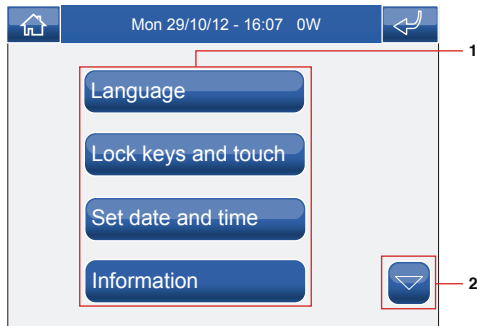 Mon 29/10/12 - 16:07 0W
1
Language
Lock keys and touch
Set date and time
Information
2